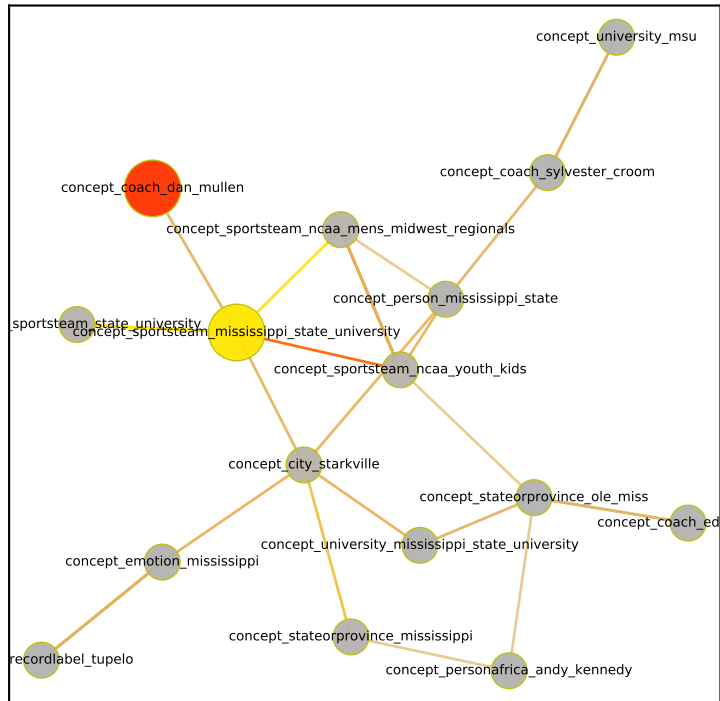 concept_university_msu
concept_coach_sylvester_croom
concept_coach_dan_mullen
concept_sportsteam_ncaa_mens_midwest_regionals
concept_person_mississippi_state
_sportsteam_state_university
concept_sportsteam_mississippi_state_university
concept_sportsteam_ncaa_youth_kids
concept_city_starkville
concept_stateorprovince_ole_miss
concept_coach_ed
concept_university_mississippi_state_university
concept_emotion_mississippi
concept_stateorprovince_mississippi
recordlabel_tupelo
concept_personafrica_andy_kennedy